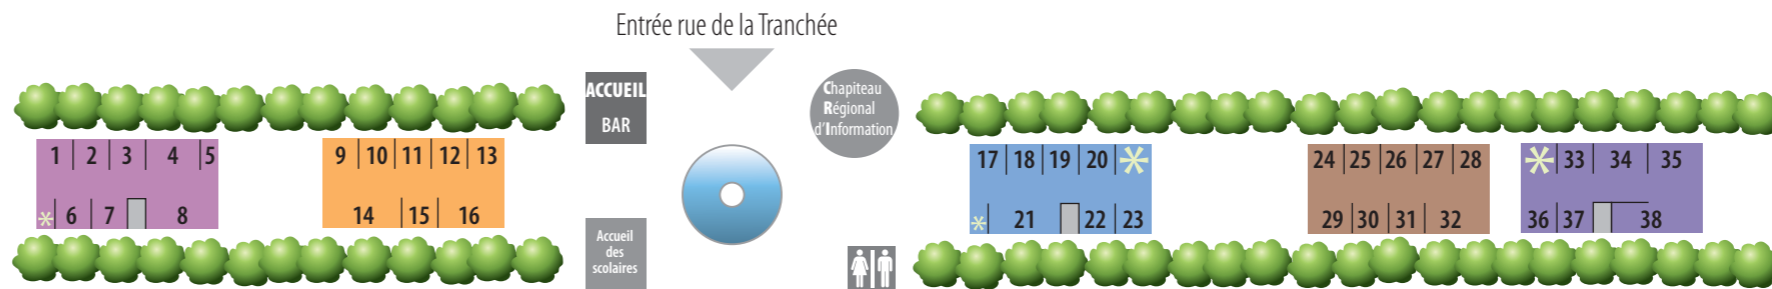 Entrée rue de la Tranchée
ACCUEIL
BAR
Chapiteau
Régional
d'Information
1 2 3 4 5
6 7 8
9 10 11 12 13
14 15 16
17 18 19 20
21 22 23
24 25 26 27 28
29 30 31 32
33 34 35
36 37 38
Accueil
des
scolaires